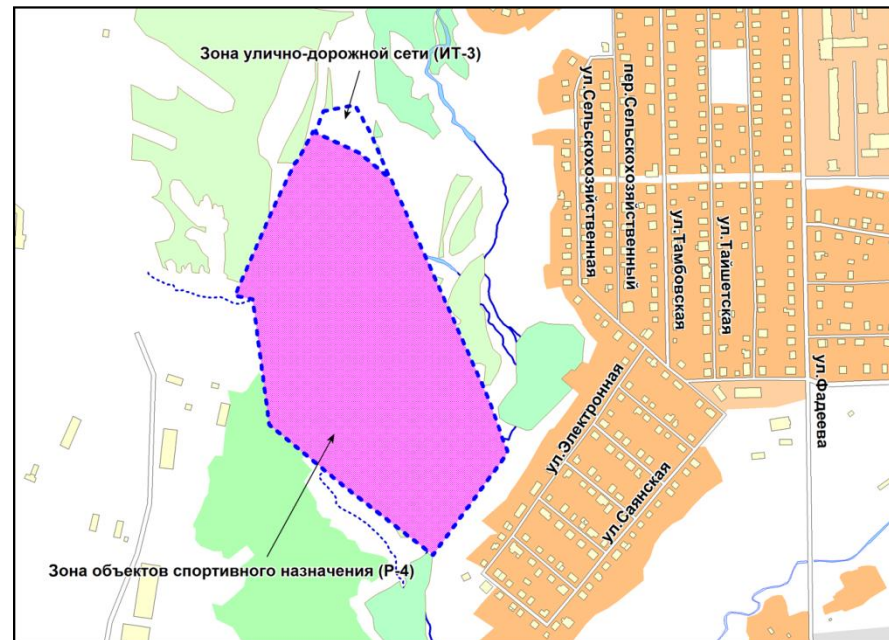 Зона улично-дорожной сети (ИТ-3)
ул.Сельскохозяйственная
пер.Сельскохозяйственный
ул.Тамбовская
ул.Тайшетская
ул.Фадеева
ул.Электронная
ул.Саянская
Зона объектов спортивного назначения (Р-4)